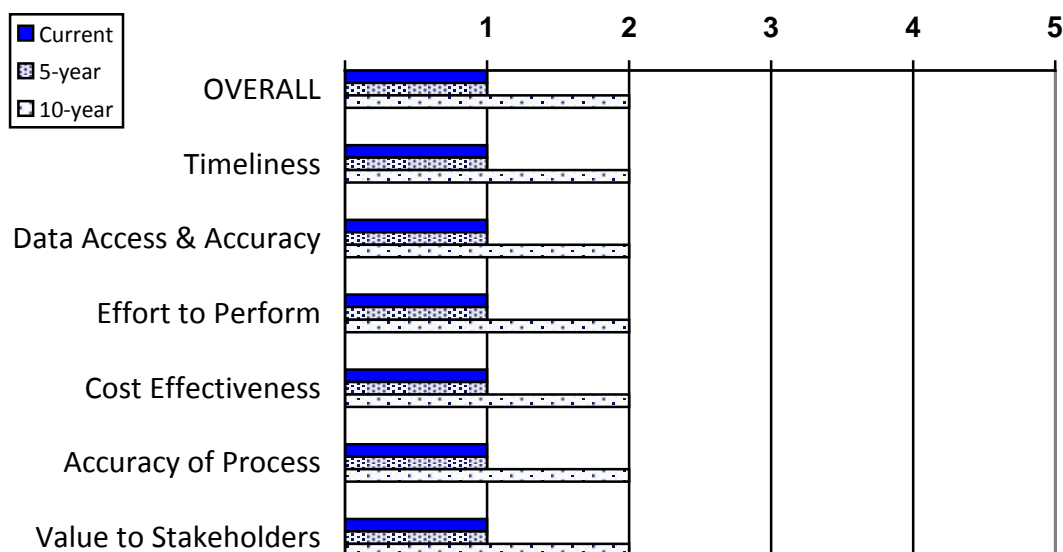 Current
5-year
10-year
1 2 3 4 5
OVERALL
Timeliness
Data Access & Accuracy
Effort to Perform
Cost Effectiveness
Accuracy of Process
Value to Stakeholders